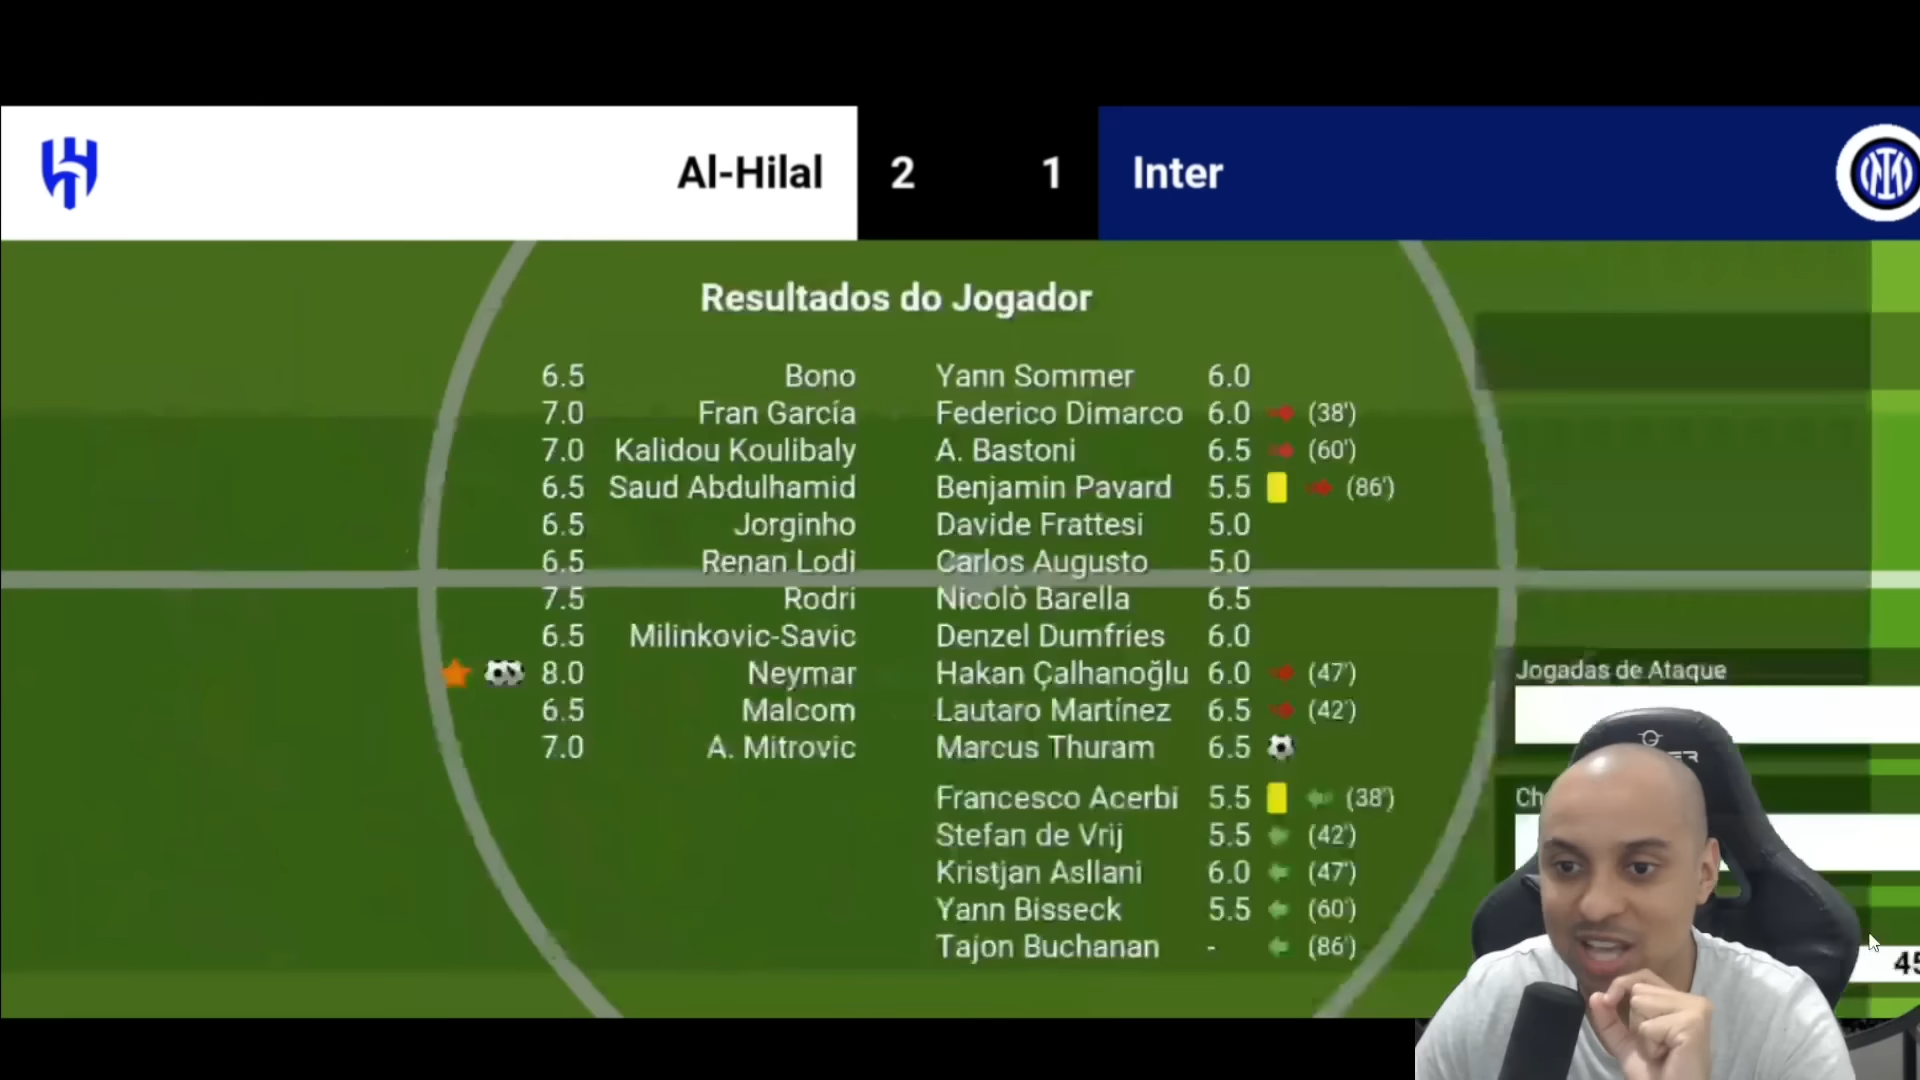 Al-Hilal 2 1 Inter
Resultados do Jogador
6.5 Bono Yann Sommer 6.0
7.0 Fran García Federico Dimarco 6.0 (38')
7.0 Kalidou Koulibaly A. Bastoni 6.5 (60')
6.5 Saud Abdulhamid Benjamin Pavard 5.5 (86')
6.5 Jorginho Davide Frattesi 5.0
6.5 Renan Lodi Carlos Augusto 5.0
7.5 Rodri Nicolò Barella 6.5
6.5 Milinkovic-Savic Denzel Dumfries 6.0
8.0 Neymar Hakan Çalhanoğlu 6.0 (47')
6.5 Malcom Lautaro Martínez 6.5 (42')
7.0 A. Mitrovic Marcus Thuram 6.5
Francesco Acerbi 5.5 (38')
Stefan de Vrij 5.5 (42')
Kristjan Asllani 6.0 (47')
Yann Bisseck 5.5 (60')
Tajon Buchanan - (86')
Jogadas de Ataque